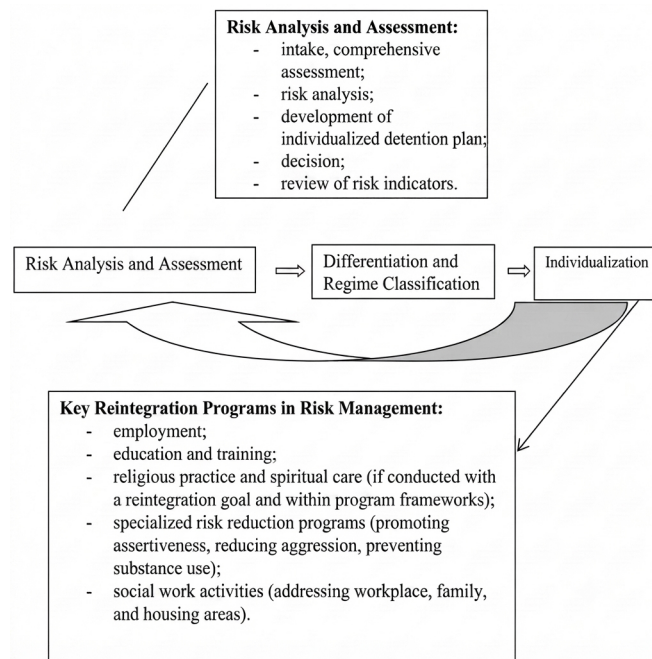 Risk Analysis and Assessment:
- intake, comprehensive
assessment;
- risk analysis;
- development of
individualized detention plan;
- decision;
- review of risk indicators.
Risk Analysis and Assessment
Differentiation and
Regime Classification
Individualization
Key Reintegration Programs in Risk Management:
- employment;
- education and training;
- religious practice and spiritual care (if conducted with
a reintegration goal and within program frameworks);
- specialized risk reduction programs (promoting
assertiveness, reducing aggression, preventing
substance use);
- social work activities (addressing workplace, family,
and housing areas).